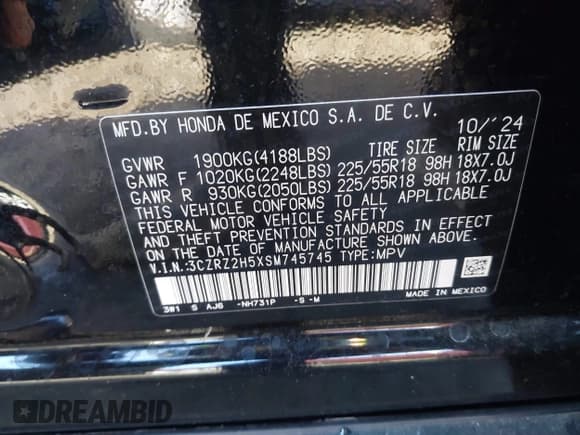 MFD.BY HONDA DE MEXICO S.A. DE C.V. 10/'24
TIRE SIZE RIM SIZE
GVWR 1900KG(4188LBS)
GAWR F 1020KG(2248LBS) 225/55R18 98H 18X7.0J
GAWR R 930KG(2050LBS) 225/55R18 98H 18X7.0J
THIS VEHICLE CONFORMS TO ALL APPLICABLE
FEDERAL MOTOR VEHICLE SAFETY
AND THEFT PREVENTION STANDARDS IN EFFECT
ON THE DATE OF MANUFACTURE SHOWN ABOVE.
V.I.N.:3CZRZ2H5XSM745745 TYPE:MPV
3W1 S AJG -NH731P -S -M MADE IN MEXICO
DREAMBID